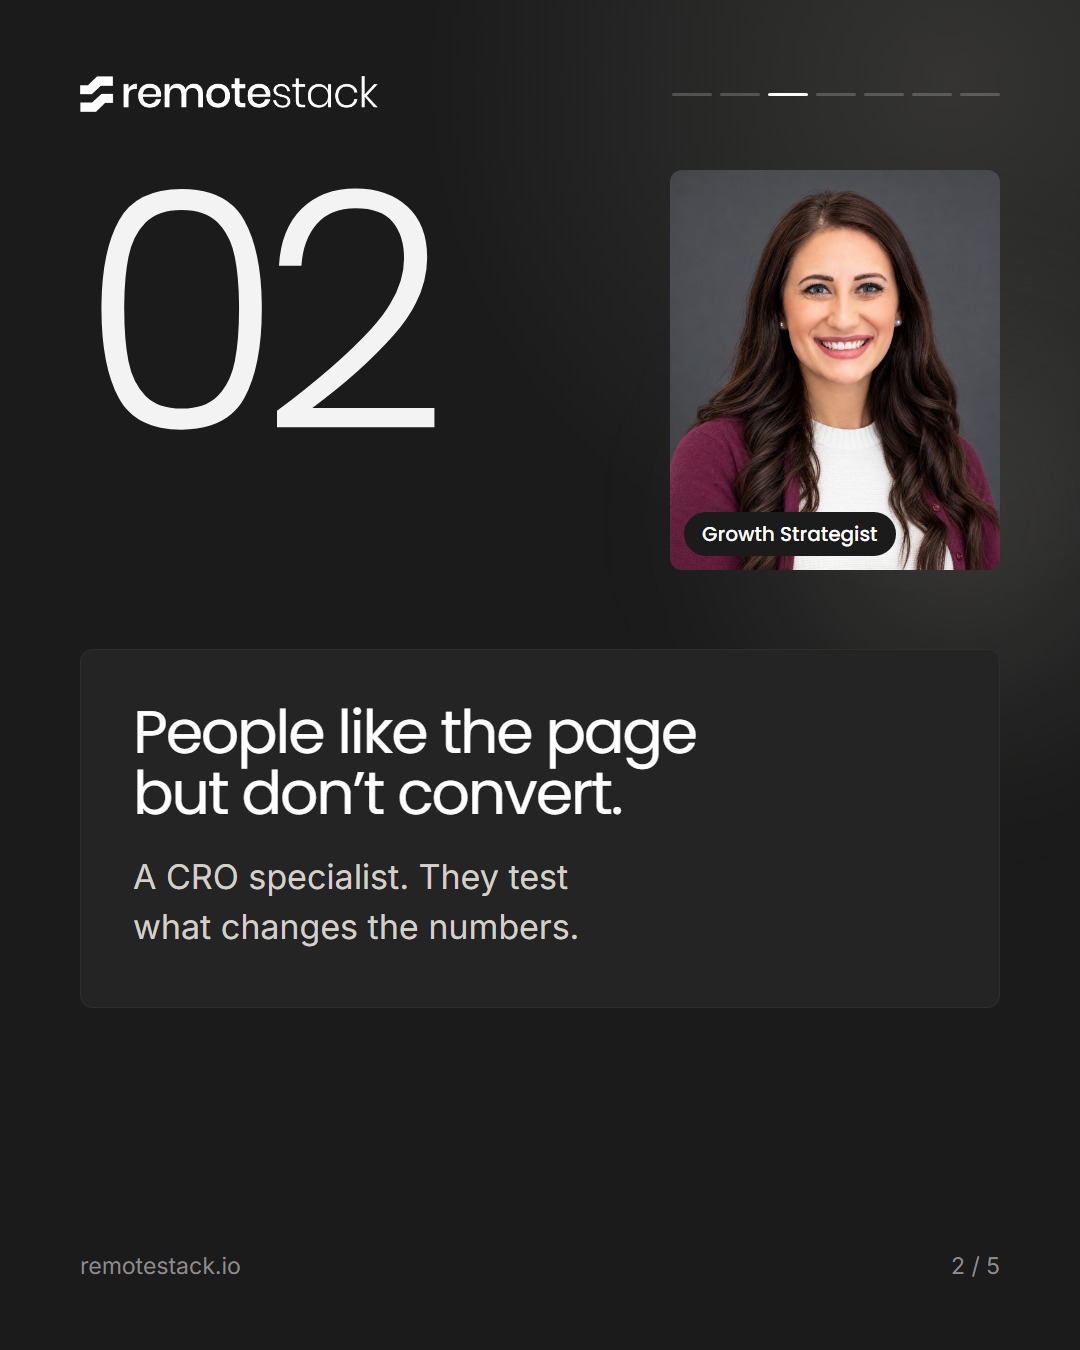 remotestack
02
Growth Strategist
People like the page
but don’t convert.
A CRO specialist. They test
what changes the numbers.
remotestack.io
2 / 5